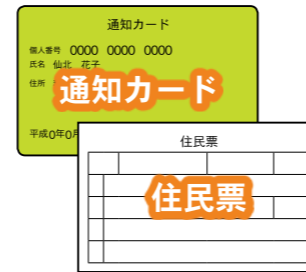 通知カード
個人番号 0000 0000 0000
氏名 仙北 花子
住所
通知カード
平成0年0月
住民票
住民票